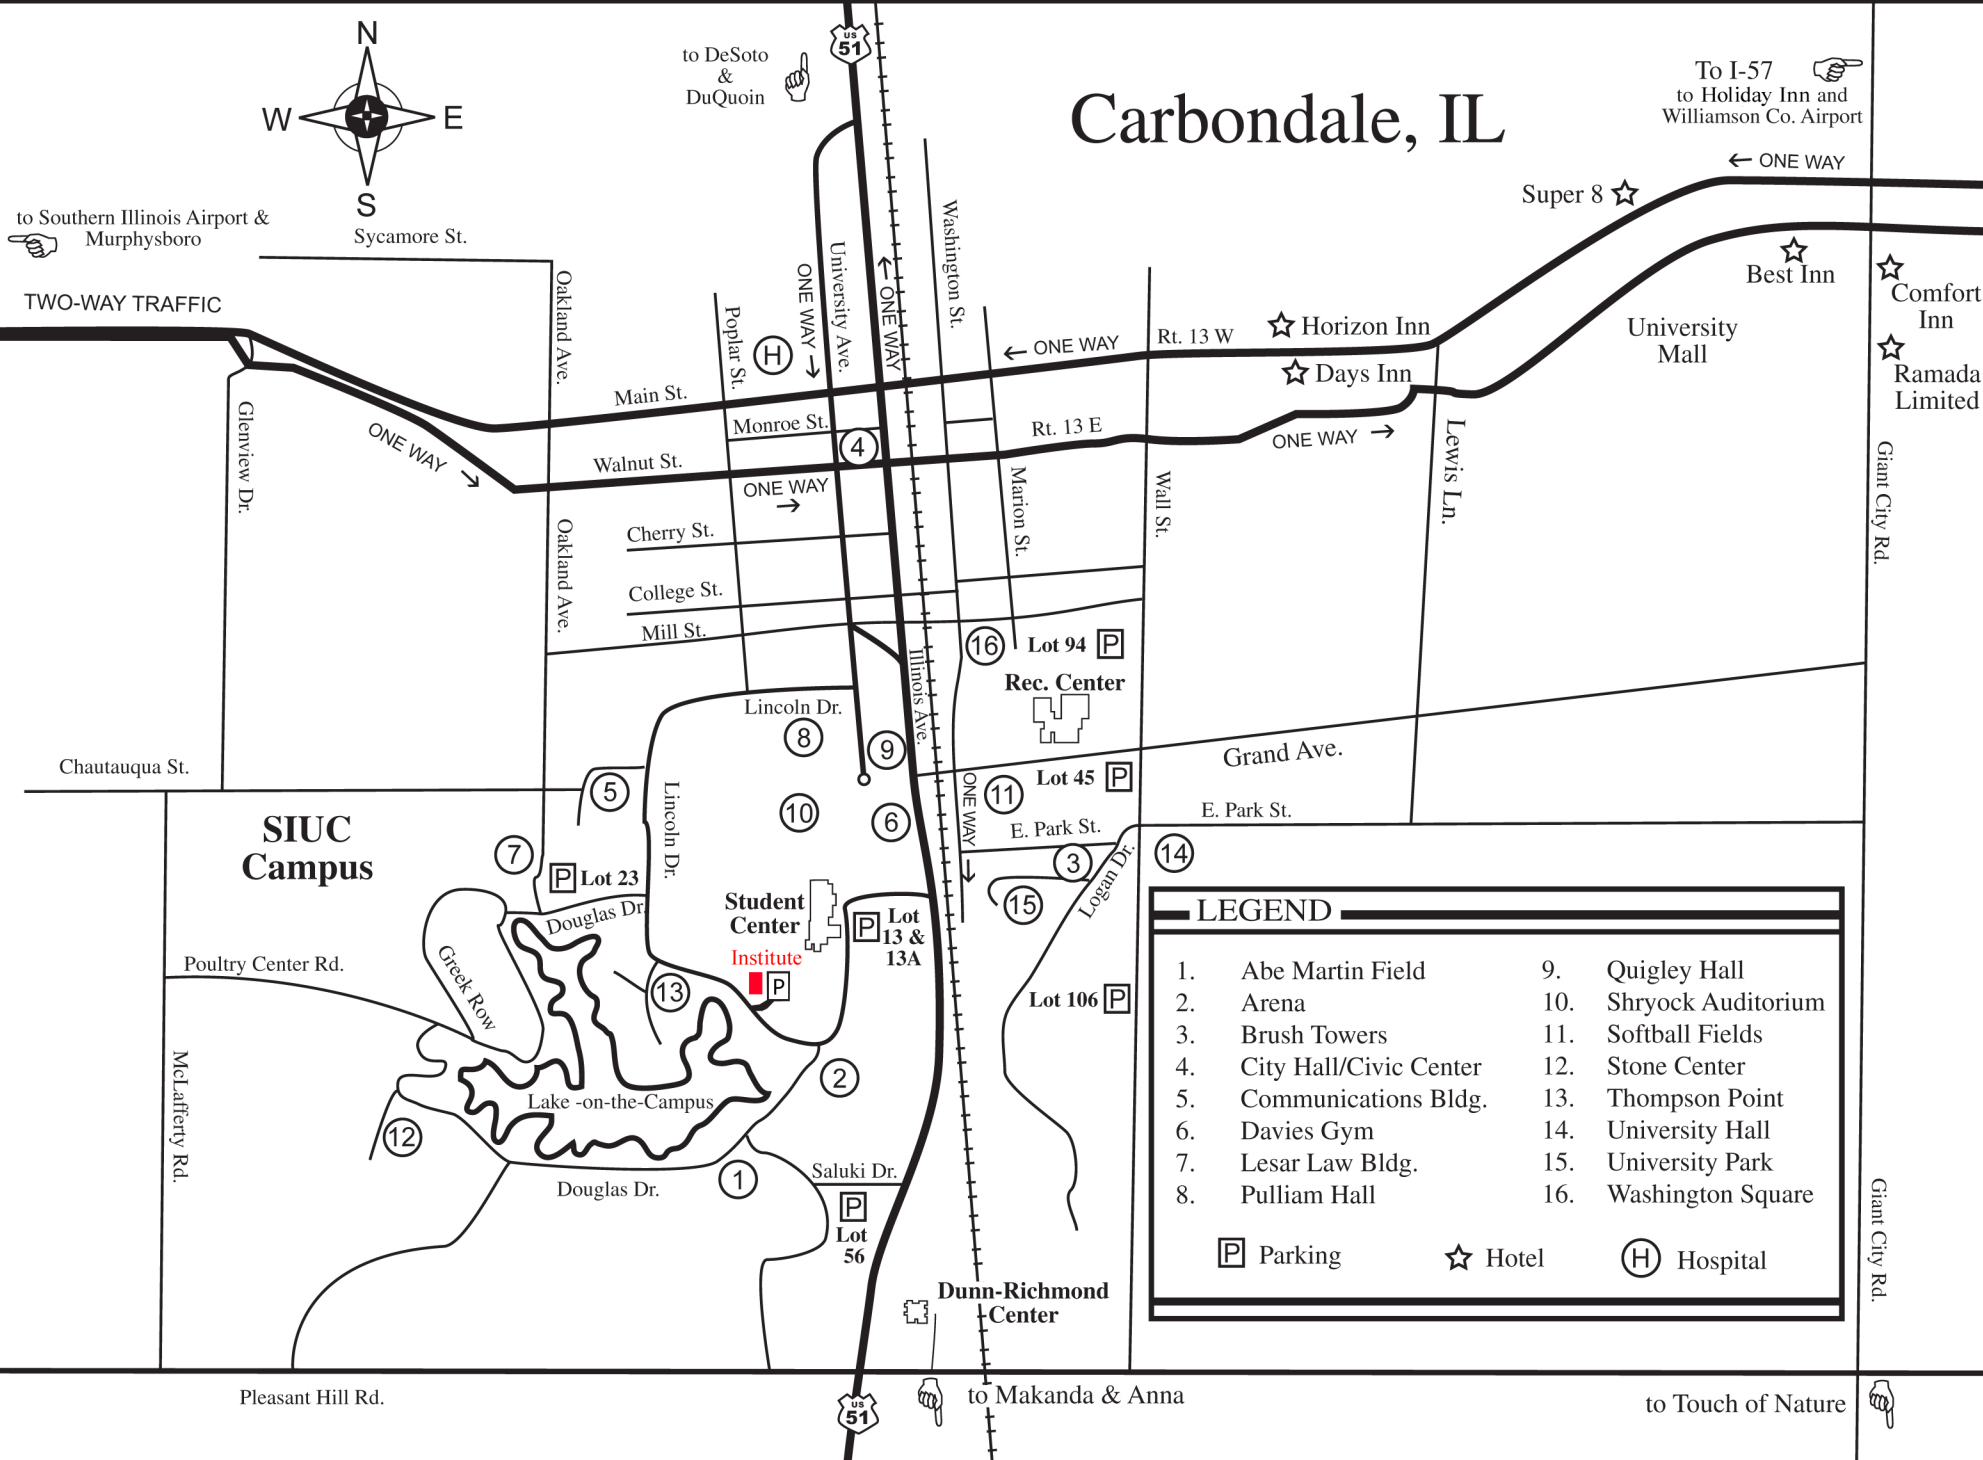 N
W
E
S
to DeSoto
&
DuQuoin
US
51
Carbondale, IL
To I-57
to Holiday Inn and
Williamson Co. Airport
← ONE WAY
Super 8
Best Inn
Comfort
Inn
Ramada
Limited
University
Mall
to Southern Illinois Airport &
Murphysboro
Sycamore St.
TWO-WAY TRAFFIC
Oakland Ave.
Poplar St.
H
ONE WAY →
University Ave.
← ONE WAY
Washington St.
← ONE WAY
Rt. 13 W
Horizon Inn
Days Inn
Main St.
Monroe St.
4
Rt. 13 E
ONE WAY →
Glenview Dr.
ONE WAY →
Walnut St.
ONE WAY
→
Marion St.
Wall St.
Lewis Ln.
Giant City Rd.
Cherry St.
Oakland Ave.
College St.
Mill St.
16
Lot 94 P
Rec. Center
Illinois Ave.
Lincoln Dr.
8
9
Grand Ave.
Chautauqua St.
5
Lincoln Dr.
10
6
ONE WAY →
11
Lot 45 P
E. Park St.
E. Park St.
SIUC
Campus
7
P Lot 23
3
14
Logan Dr.
15
Douglas Dr.
Student
Center
P
Lot
13 &
13A
Institute
P
Greek Row
Poultry Center Rd.
13
Lot 106 P
McLafferty Rd.
2
Lake -on-the-Campus
12
1
Saluki Dr.
Douglas Dr.
P
Lot
56
Dunn-Richmond
Center
LEGEND
1. Abe Martin Field
2. Arena
3. Brush Towers
4. City Hall/Civic Center
5. Communications Bldg.
6. Davies Gym
7. Lesar Law Bldg.
8. Pulliam Hall
9. Quigley Hall
10. Shryock Auditorium
11. Softball Fields
12. Stone Center
13. Thompson Point
14. University Hall
15. University Park
16. Washington Square
P Parking
Hotel
H Hospital
Giant City Rd.
Pleasant Hill Rd.
US
51
to Makanda & Anna
to Touch of Nature